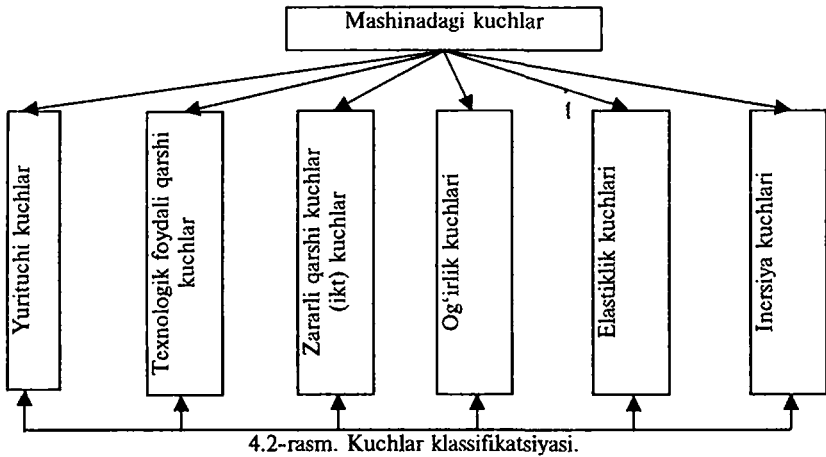 Mashinadagi kuchlar
Yurituchi kuchlar
Texnologik foydali qarshi
kuchlar
Zararli qarshi kuchlar
(ikt) kuchlar
Og‘irlik kuchlari
Elastiklik kuchlari
Inersiya kuchlari
4.2-rasm. Kuchlar klassifikatsiyasi.